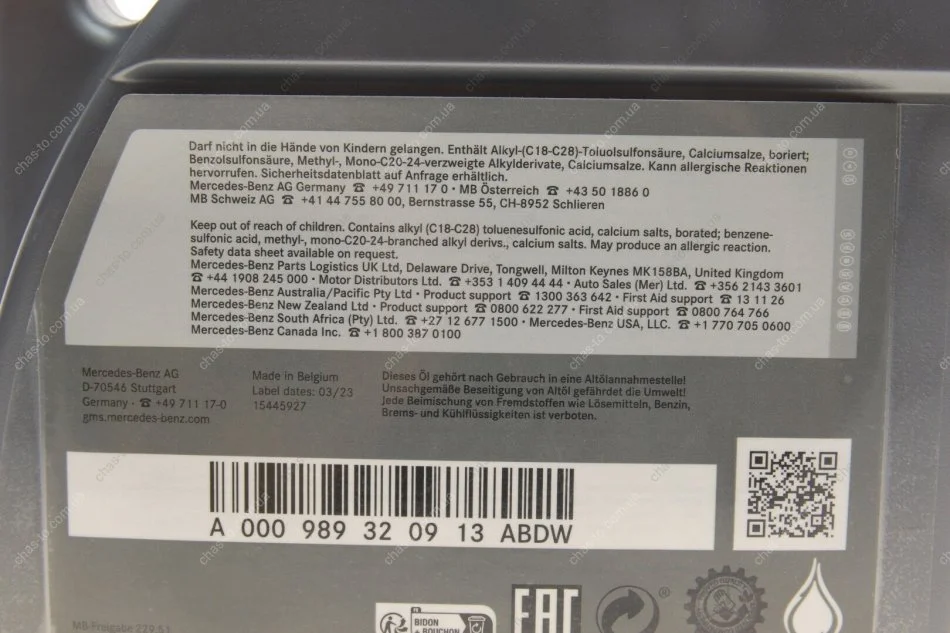 Darf nicht in die Hände von Kindern gelangen. Enthält Alkyl-(C18-C28)-Toluolsulfonsäure, Calciumsalze, boriert;
Benzolsulfonsäure, Methyl-, Mono-C20-24-verzweigte Alkylderivate, Calciumsalze. Kann allergische Reaktionen
hervorrufen. Sicherheitsdatenblatt auf Anfrage erhältlich.
Mercedes-Benz AG Germany ☎ +49 711 17 0 · MB Österreich ☎ +43 50 1886 0
MB Schweiz AG ☎ +41 44 755 80 00, Bernstrasse 55, CH-8952 Schlieren
Keep out of reach of children. Contains alkyl (C18-C28) toluenesulfonic acid, calcium salts, borated; benzene-
sulfonic acid, methyl-, mono-C20-24-branched alkyl derivs., calcium salts. May produce an allergic reaction.
Safety data sheet available on request.
Mercedes-Benz Parts Logistics UK Ltd, Delaware Drive, Tongwell, Milton Keynes MK158BA, United Kingdom
☎ +44 1908 245 000 · Motor Distributors Ltd. ☎ +353 1 409 44 44 · Auto Sales (Mer) Ltd. ☎ +356 2143 3601
Mercedes-Benz Australia/Pacific Pty Ltd · Product support ☎ 1300 363 642 · First Aid support ☎ 13 11 26
Mercedes-Benz New Zealand Ltd · Product support ☎ 0800 622 277 · First Aid support ☎ 0800 764 766
Mercedes-Benz South Africa (Pty) Ltd. ☎ +27 12 677 1500 · Mercedes-Benz USA, LLC. ☎ +1 770 705 0600
Mercedes-Benz Canada Inc. ☎ +1 800 387 0100
Mercedes-Benz AG
D-70546 Stuttgart
Germany · ☎ +49 711 17-0
gms.mercedes-benz.com
Made in Belgium
Label dates: 03/23
15445927
Dieses Öl gehört nach Gebrauch in eine Altölannahmestelle!
Unsachgemäße Beseitigung von Altöl gefährdet die Umwelt!
Jede Beimischung von Fremdstoffen wie Lösemitteln, Benzin,
Brems- und Kühlflüssigkeiten ist verboten.
A 000 989 32 09 13 ABDW
FR
BIDON
+ BOUCHON
EAC
®
MB-Freigabe 229.51
chas-to.com.ua